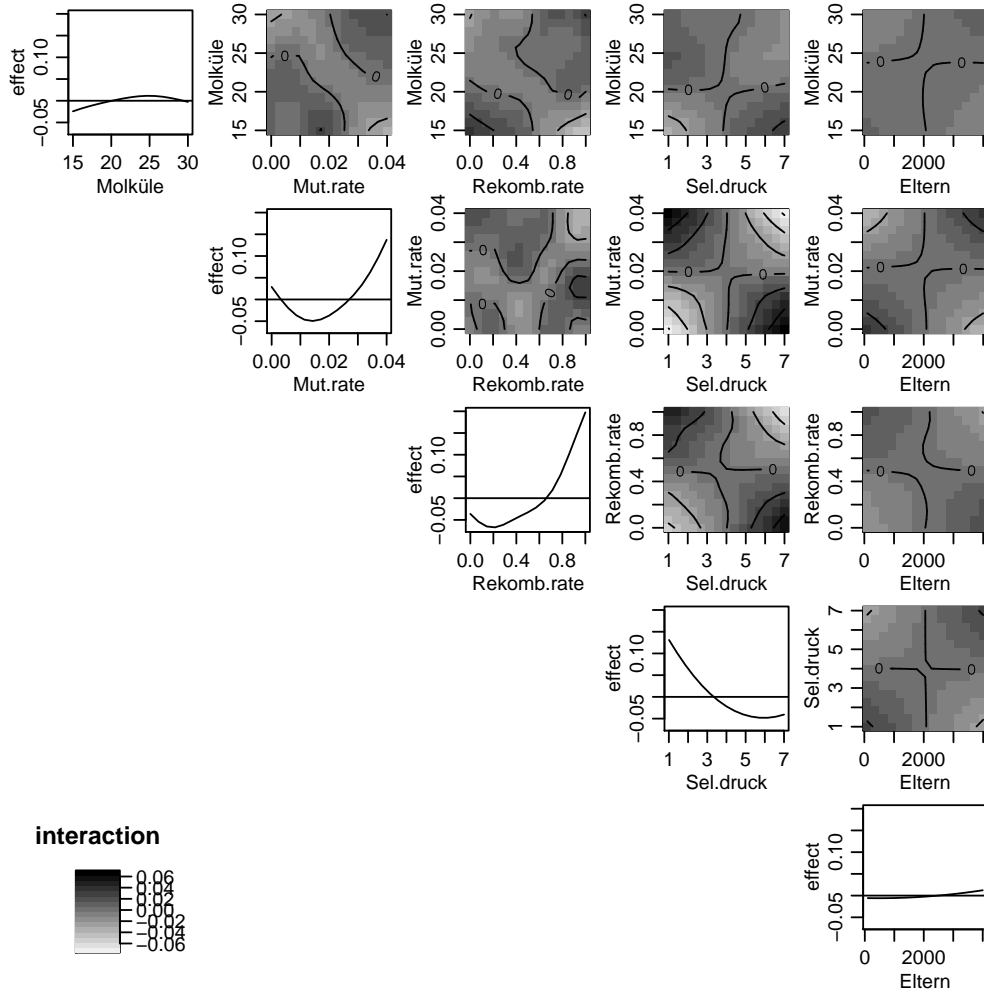 effect
−0.05 0.10
15 20 25 30
Molküle
Molküle
15 20 25 30
0 0
0.00 0.02 0.04
Mut.rate
Molküle
15 20 25 30
0 0
0.0 0.4 0.8
Rekomb.rate
Molküle
15 20 25 30
0 0
1 3 5 7
Sel.druck
Molküle
15 20 25 30
0 0
0 2000
Eltern
effect
−0.05 0.10
0.00 0.02 0.04
Mut.rate
Mut.rate
0.00 0.02 0.04
0
0 0
0.0 0.4 0.8
Rekomb.rate
Mut.rate
0.00 0.02 0.04
0 0
1 3 5 7
Sel.druck
Mut.rate
0.00 0.02 0.04
0 0
0 2000
Eltern
effect
−0.05 0.10
0.0 0.4 0.8
Rekomb.rate
Rekomb.rate
0.0 0.4 0.8
0 0
1 3 5 7
Sel.druck
Rekomb.rate
0.0 0.4 0.8
0 0
0 2000
Eltern
effect
−0.05 0.10
1 3 5 7
Sel.druck
Sel.druck
1 3 5 7
0 0
0 2000
Eltern
effect
−0.05 0.10
0 2000
Eltern
interaction
0.06
0.04
0.02
0.00
−0.02
−0.04
−0.06